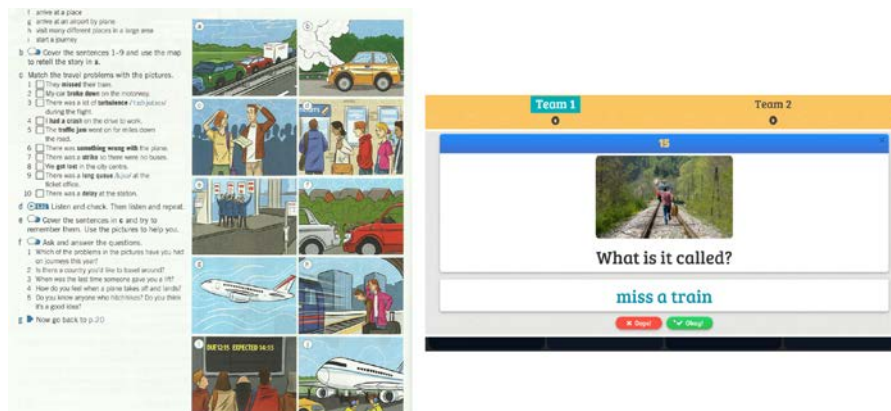 f arrive at a place
g arrive at an airport by plane
h visit many different places in a large area
i start a journey
b Cover the sentences 1–9 and use the map
to retell the story in a.
c Match the travel problems with the pictures.
1 They missed their train.
2 My car broke down on the motorway.
3 There was a lot of turbulence
during the flight.
4 I had a crash on the drive to work.
5 The traffic jam went on for miles down
the road.
6 There was something wrong with the plane.
7 There was a strike so there were no buses.
8 We got lost in the city centre.
9 There was a long queue at the
ticket office.
10 There was a delay at the station.
d Listen and check. Then listen and repeat.
e Cover the sentences in c and try to
remember them. Use the pictures to help you.
f Ask and answer the questions.
1 Which of the problems in the pictures have you had
on journeys this year?
2 Is there a country you'd like to travel around?
3 When was the last time someone gave you a lift?
4 How do you feel when a plane takes off and lands?
5 Do you know anyone who hitchhikes? Do you think
it's a good idea?
g Now go back to p.20
a
b
c
d
e
f
g
h
i
j
DUE 12:15 EXPECTED 14:13
Team 1
0
Team 2
0
15
What is it called?
miss a train
Oops!
Okay!